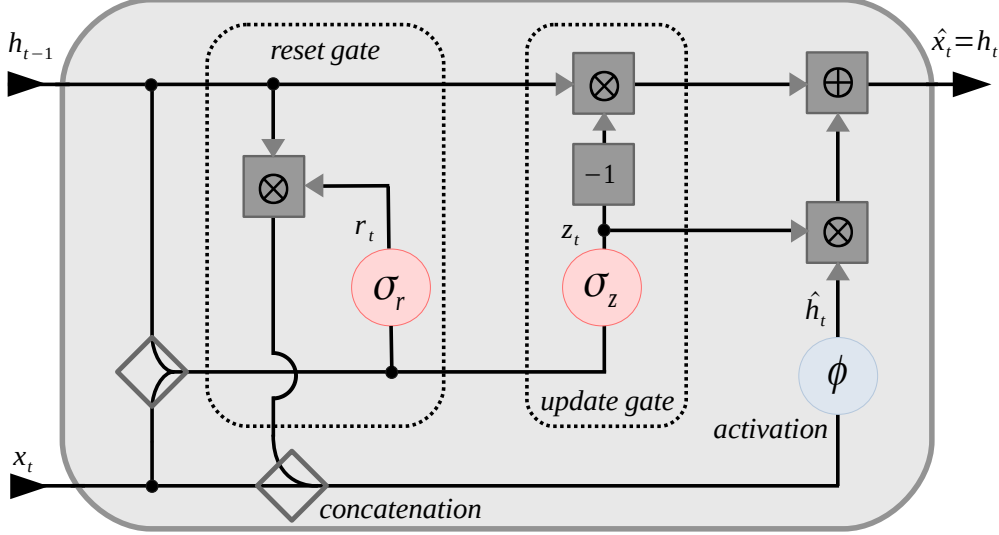 h_{t−1}
reset gate
x̂_t=h_t
⊗
⊕
−1
⊗
r_t
z_t
⊗
σ_r
σ_z
ĥ_t
ϕ
update gate
activation
x_t
concatenation